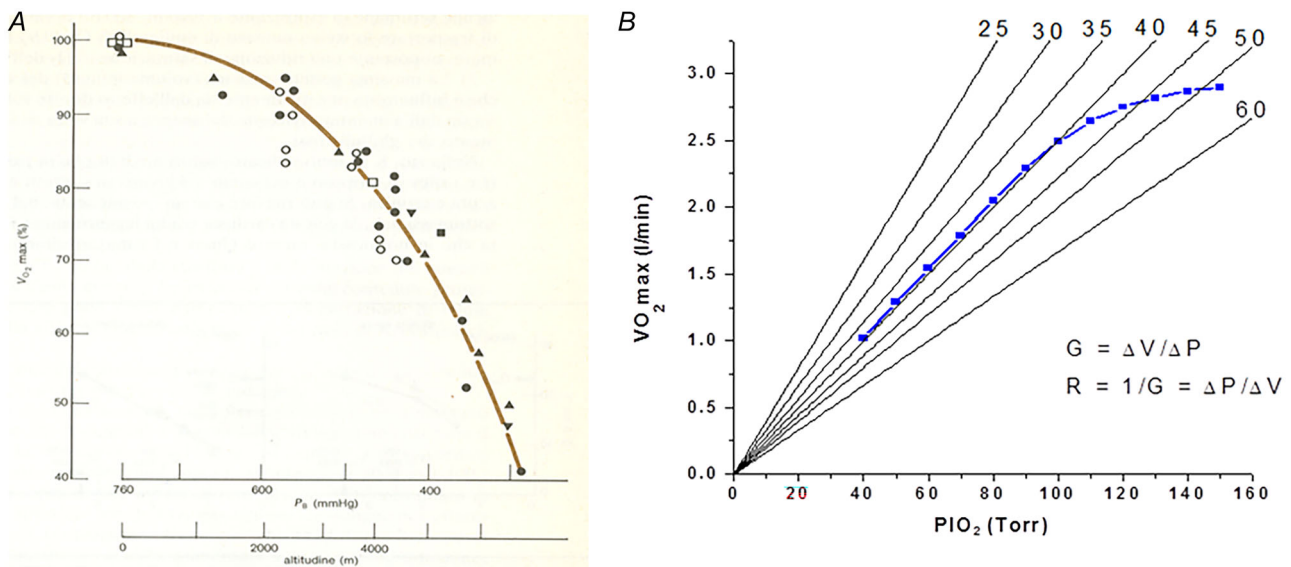 A
100
90
80
70
60
50
40
V̇O2 max (%)
760 600 400
PB (mmHg)
0 2000 4000
altitudine (m)
B
25 30 35 40 45 50 60
3.0
2.5
2.0
1.5
1.0
0.5
0.0
VO2 max (l/min)
G = ΔV/ΔP
R = 1/G = ΔP/ΔV
0 20 40 60 80 100 120 140 160
PIO2 (Torr)